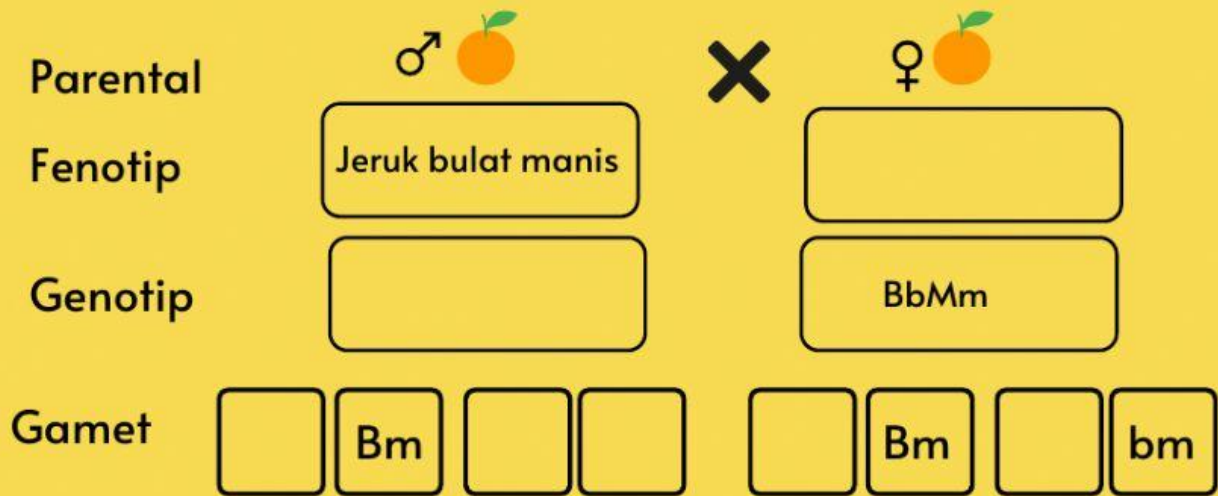 Parental
Fenotip
Jeruk bulat manis
Genotip
BbMm
Gamet
Bm
Bm
bm